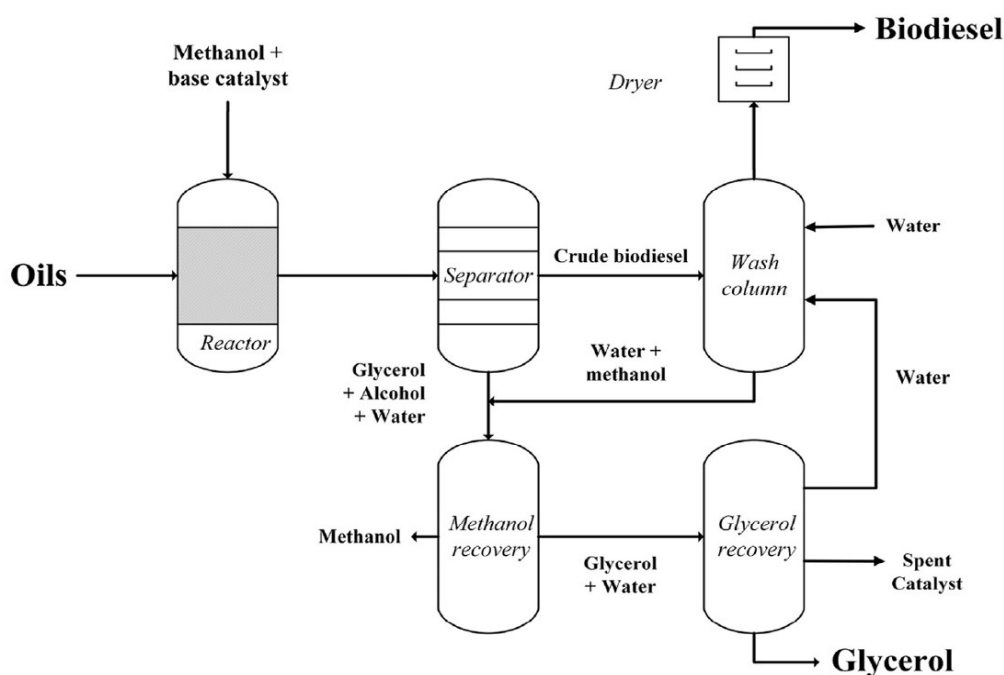 Biodiesel
Methanol +
base catalyst
Dryer
Water
Oils
Crude biodiesel
Separator
Wash
column
Reactor
Glycerol
+ Alcohol
+ Water
Water +
methanol
Water
Methanol
Methanol
recovery
Glycerol
+ Water
Glycerol
recovery
Spent
Catalyst
Glycerol